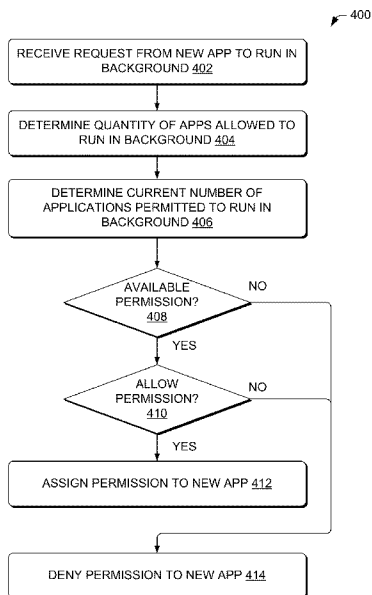 400
RECEIVE REQUEST FROM NEW APP TO RUN IN
BACKGROUND 402
DETERMINE QUANTITY OF APPS ALLOWED TO
RUN IN BACKGROUND 404
DETERMINE CURRENT NUMBER OF
APPLICATIONS PERMITTED TO RUN IN
BACKGROUND 406
AVAILABLE
PERMISSION?
408
NO
YES
ALLOW
PERMISSION?
410
NO
YES
ASSIGN PERMISSION TO NEW APP 412
DENY PERMISSION TO NEW APP 414